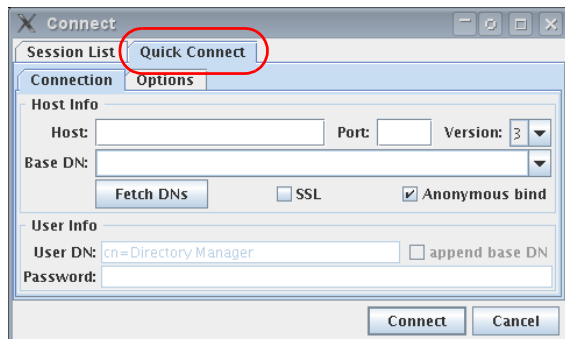 Connect
Session List Quick Connect
Connection Options
Host Info
Host: Port: Version: 3
Base DN:
Fetch DNs SSL Anonymous bind
User Info
User DN: cn=Directory Manager append base DN
Password:
Connect Cancel